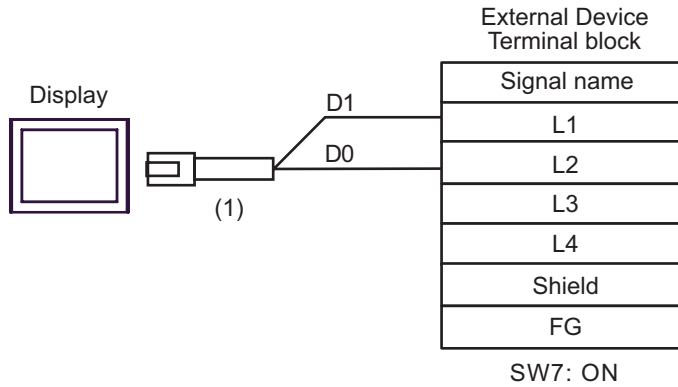 External Device
Terminal block
Signal name
Display
D1
L1
D0
L2
(1)
L3
L4
Shield
FG
SW7: ON